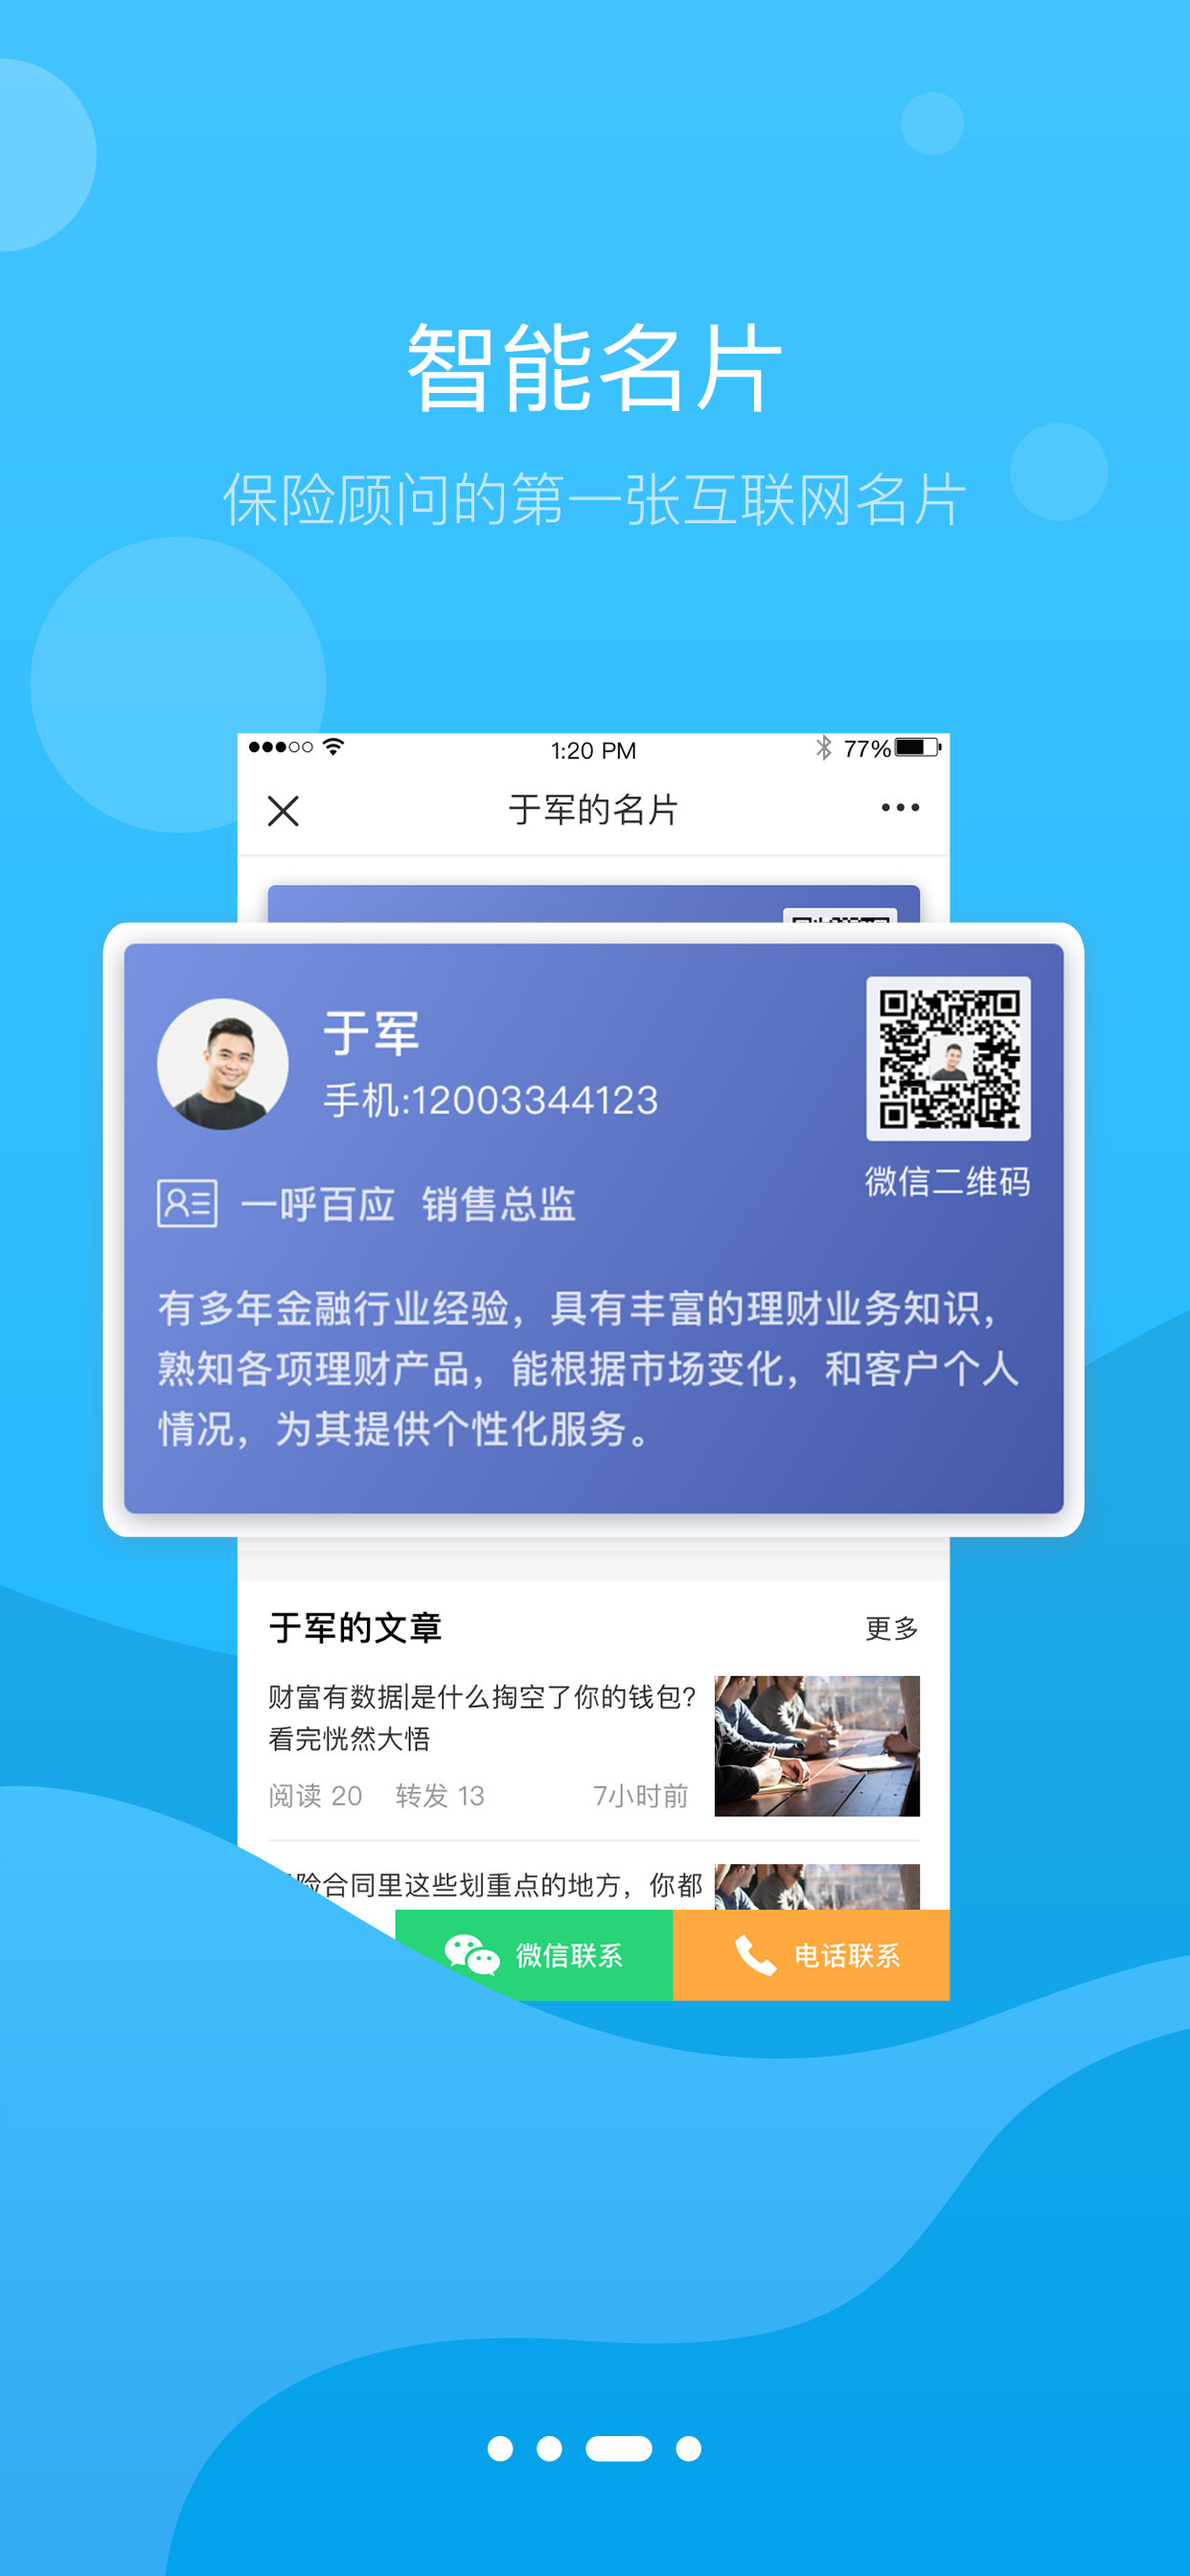 智能名片
保险顾问的第一张互联网名片
1:20 PM
77%
于军的名片
于军
手机:12003344123
微信二维码
一呼百应 销售总监
有多年金融行业经验，具有丰富的理财业务知识，
熟知各项理财产品，能根据市场变化，和客户个人
情况，为其提供个性化服务。
于军的文章
更多
财富有数据|是什么掏空了你的钱包?
看完恍然大悟
阅读 20 转发 13 7小时前
险合同里这些划重点的地方，你都
微信联系
电话联系